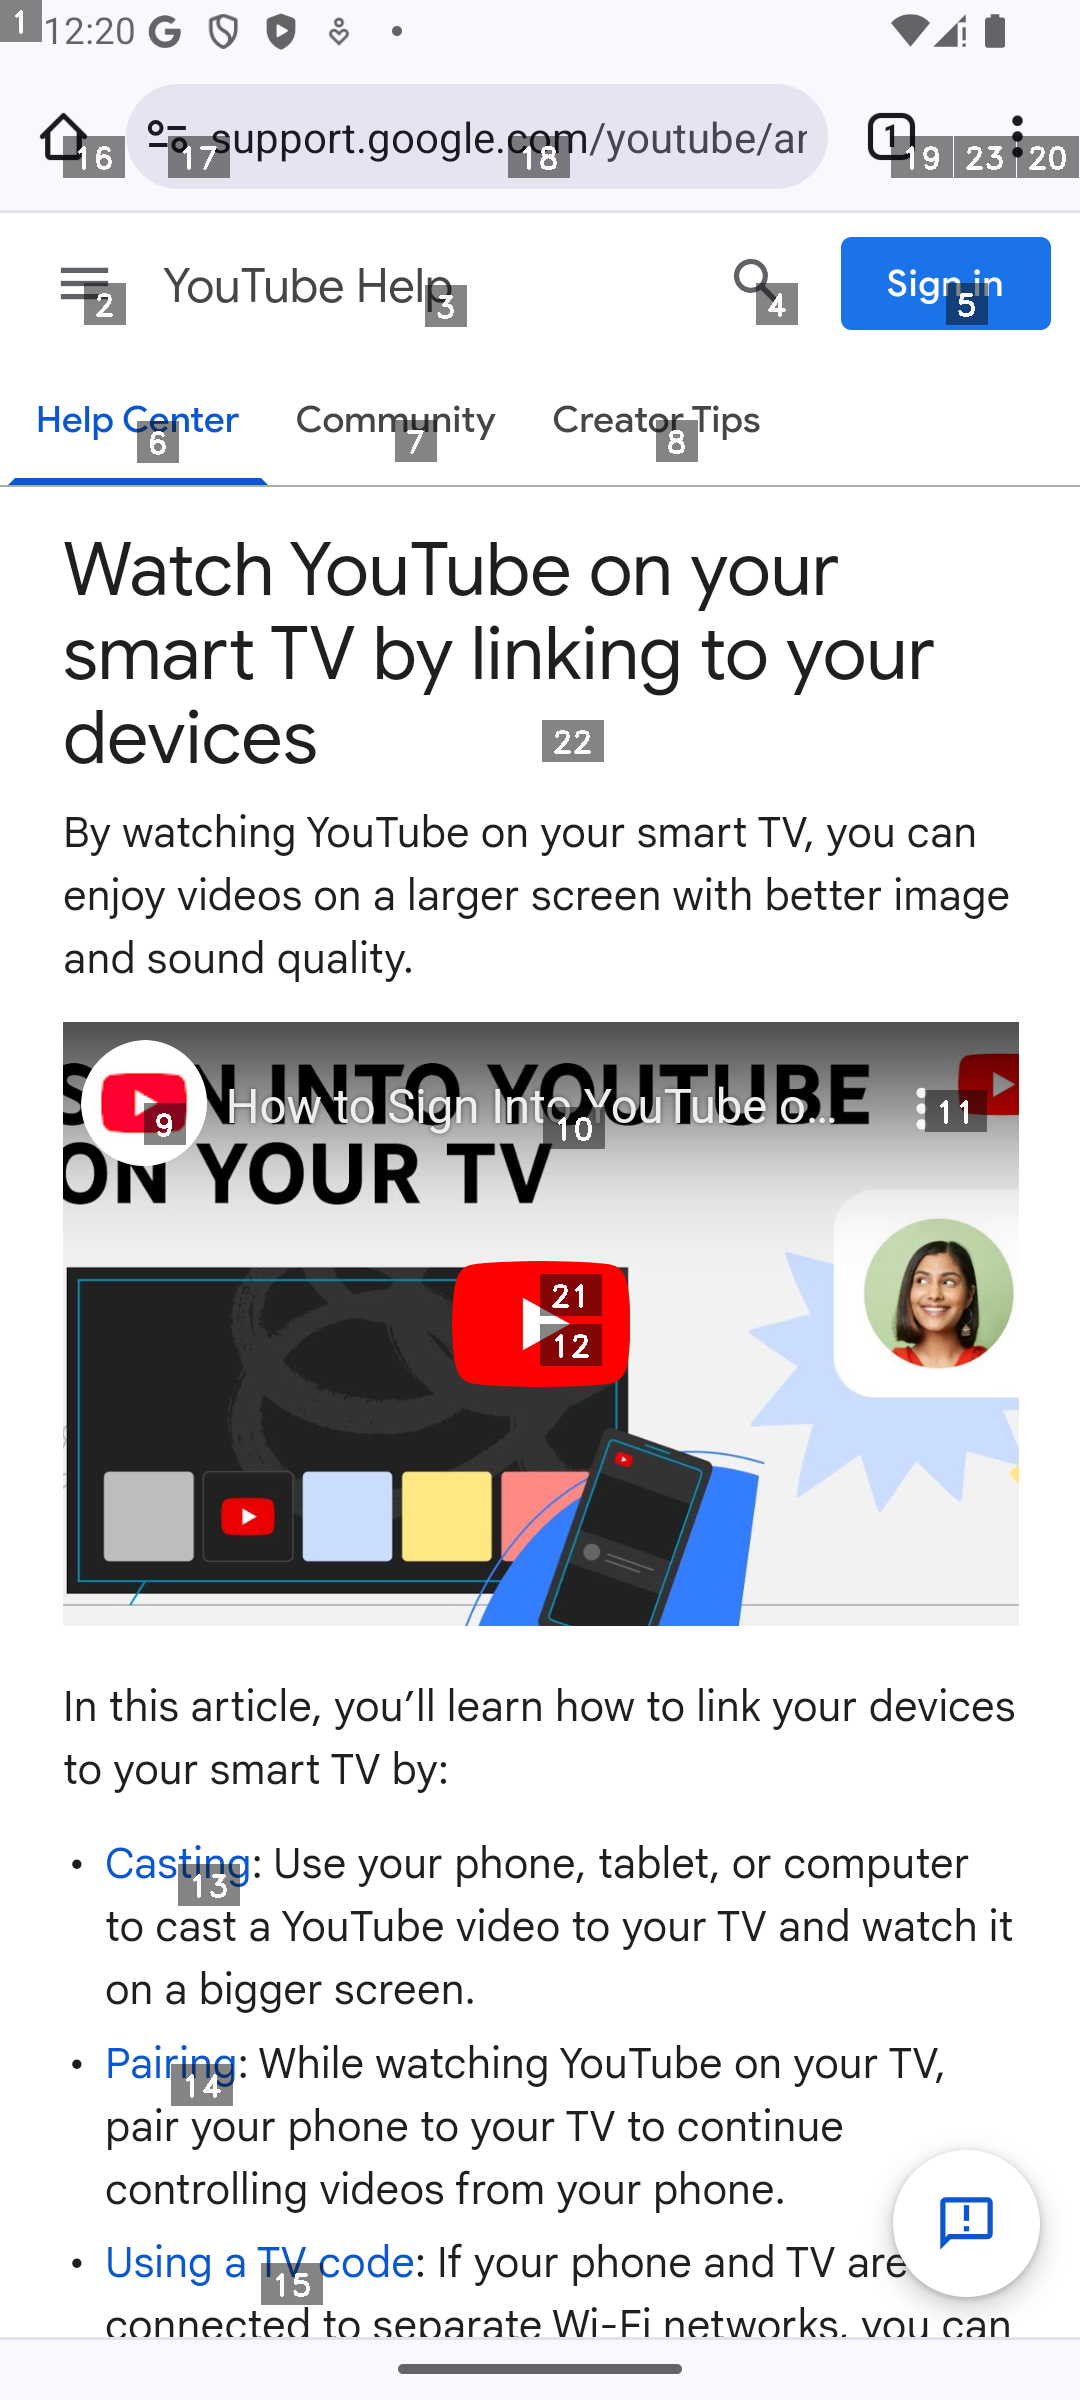 1
12:20
16
17
support.google.com/youtube/ar
18
1
19
23
20
2
YouTube Help
3
4
Sign in
5
Help Center
6
Community
7
Creator Tips
8
Watch YouTube on your
smart TV by linking to your
devices
22
By watching YouTube on your smart TV, you can
enjoy videos on a larger screen with better image
and sound quality.
SIGN INTO YOUTUBE
ON YOUR TV
9
How to Sign Into YouTube o...
10
11
21
12
In this article, you’ll learn how to link your devices
to your smart TV by:
• Casting: Use your phone, tablet, or computer
13
to cast a YouTube video to your TV and watch it
on a bigger screen.
• Pairing: While watching YouTube on your TV,
14
pair your phone to your TV to continue
controlling videos from your phone.
• Using a TV code: If your phone and TV are
15
connected to separate Wi-Fi networks, you can